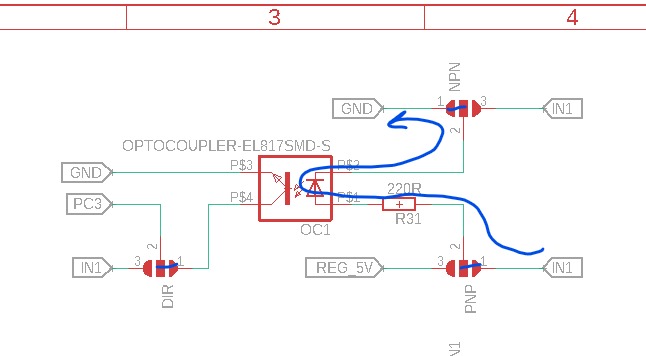 3 4
NPN
GND 1 3 IN1
2
OPTOCOUPLER-EL817SMD-S
GND P$3 P$2
PC3 P$4 P$1 220R
R31
OC1
2 2
IN1 3 1 REG_5V 3 1 IN1
DIR PNP
N1